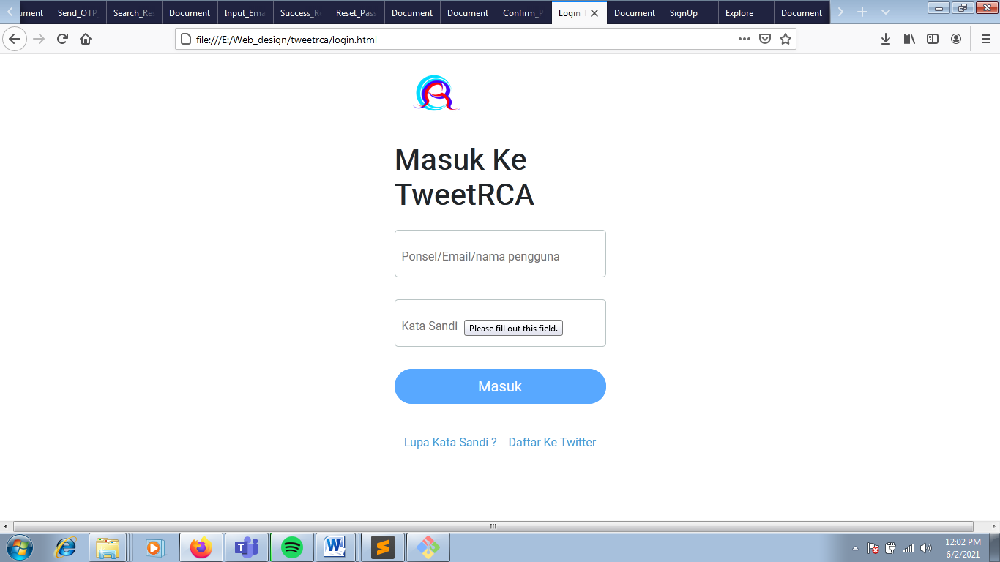 ument Send_OTP Search_Re Document Input_Ema Success_R Reset_Pass Document Document Confirm_P Login T Document SignUp Explore Document
file:///E:/Web_design/tweetrca/login.html
Masuk Ke
TweetRCA
Ponsel/Email/nama pengguna
Kata Sandi Please fill out this field.
Masuk
Lupa Kata Sandi ? Daftar Ke Twitter
12:02 PM
6/2/2021